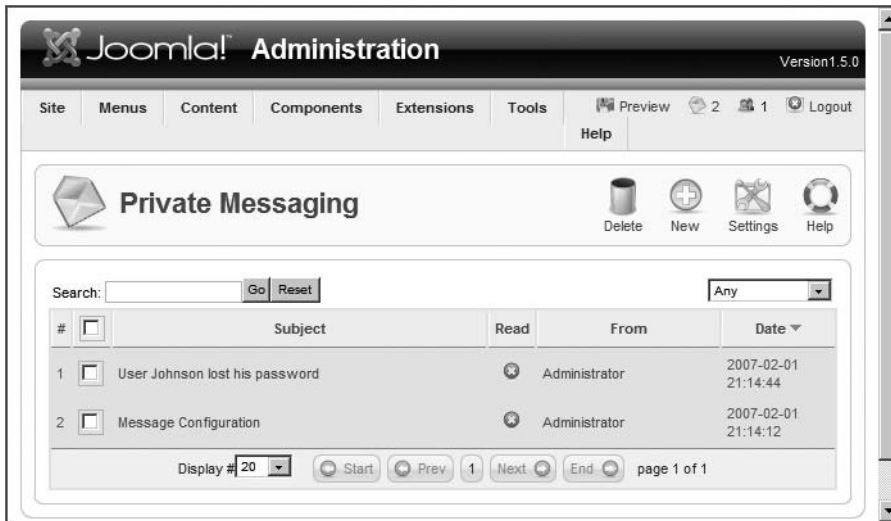 Joomla! Administration
Version1.5.0
Site Menus Content Components Extensions Tools Preview 2 1 Logout
Help
Private Messaging
Delete New Settings Help
Search: Go Reset Any
# Subject Read From Date
1 User Johnson lost his password Administrator 2007-02-01
21:14:44
2 Message Configuration Administrator 2007-02-01
21:14:12
Display # 20 Start Prev 1 Next End page 1 of 1